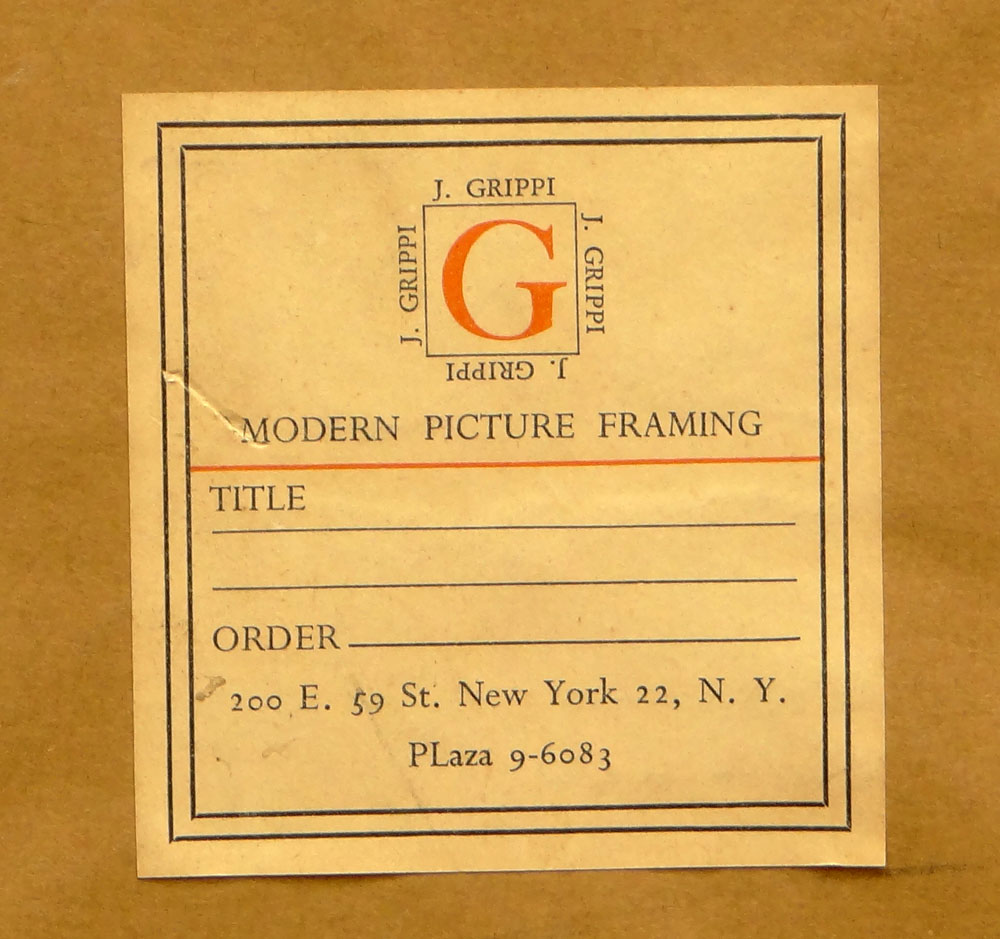 J. GRIPPI
J. GRIPPI
G
J. GRIPPI
J. GRIPPI
MODERN PICTURE FRAMING
TITLE
ORDER
200 E. 59 St. New York 22, N. Y.
PLaza 9-6083